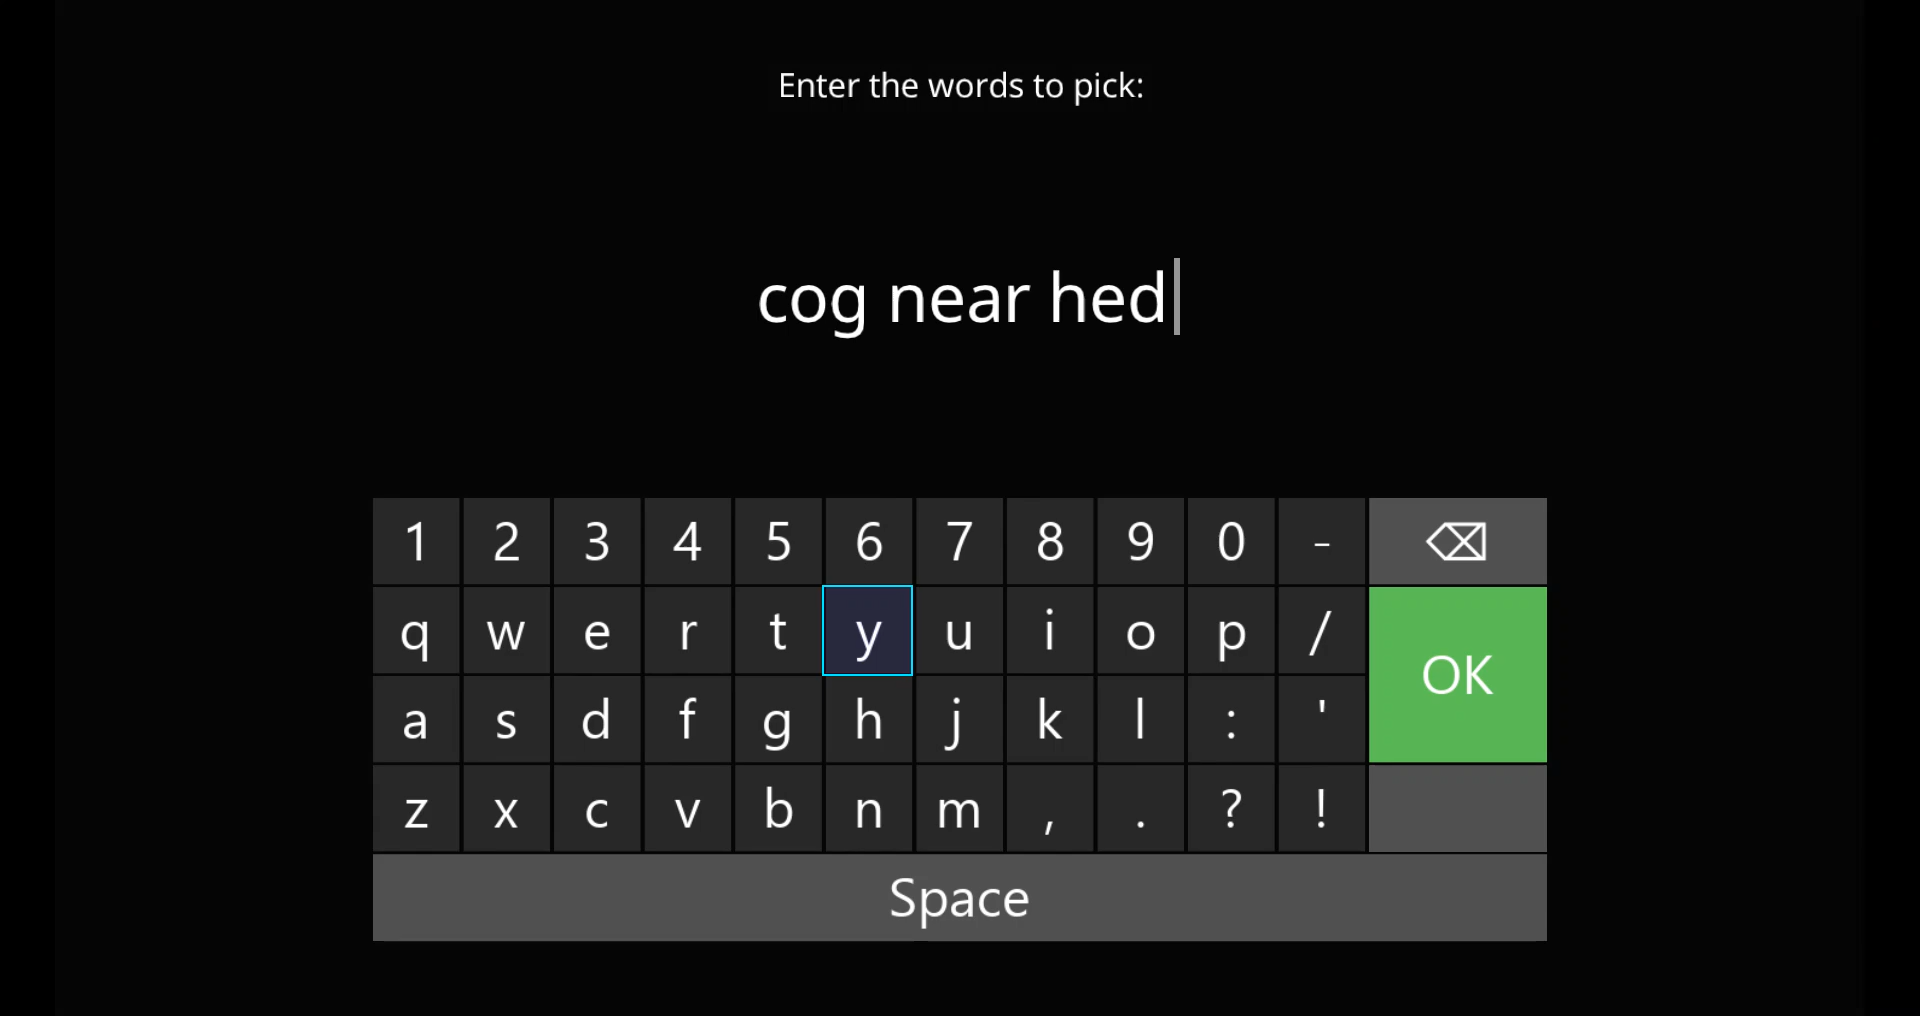 Enter the words to pick:
cog near hed
1 2 3 4 5 6 7 8 9 0 - ⌫
q w e r t y u i o p /
OK
a s d f g h j k l : '
z x c v b n m , . ? !
Space